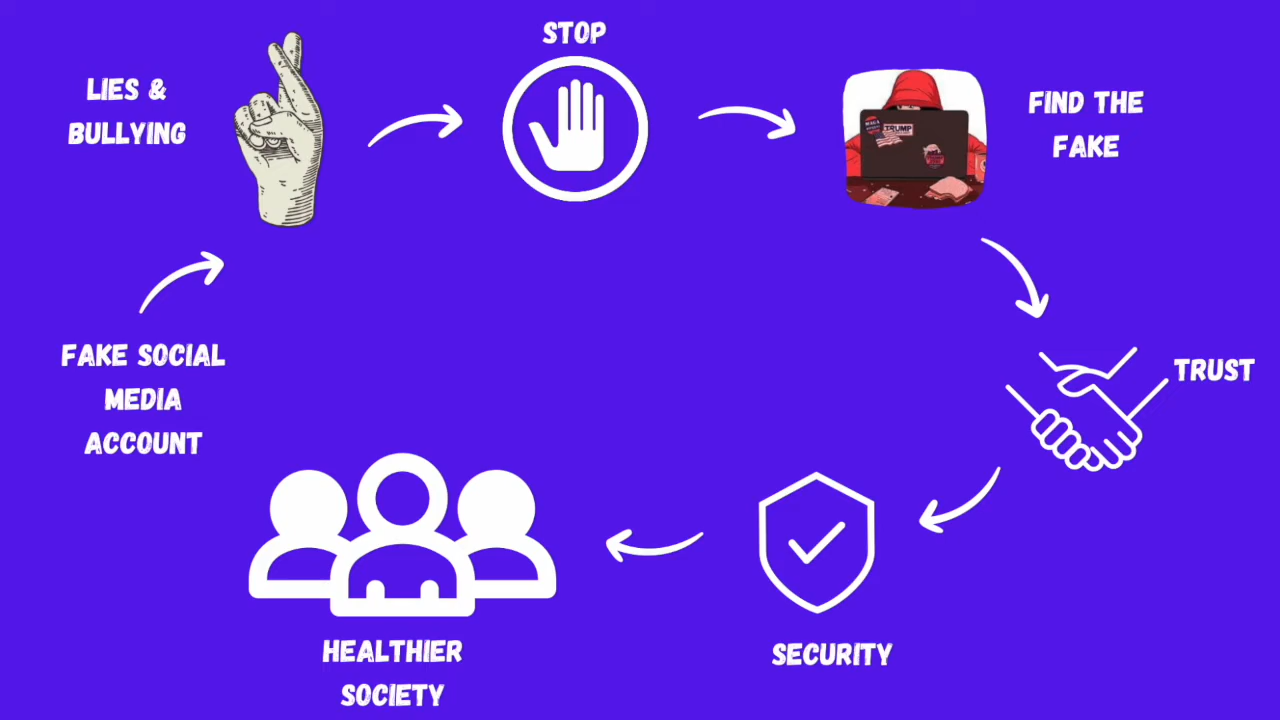 STOP
LIES &
BULLYING
FIND THE
FAKE
TRUMP
FAKE SOCIAL
MEDIA
ACCOUNT
TRUST
SECURITY
HEALTHIER
SOCIETY